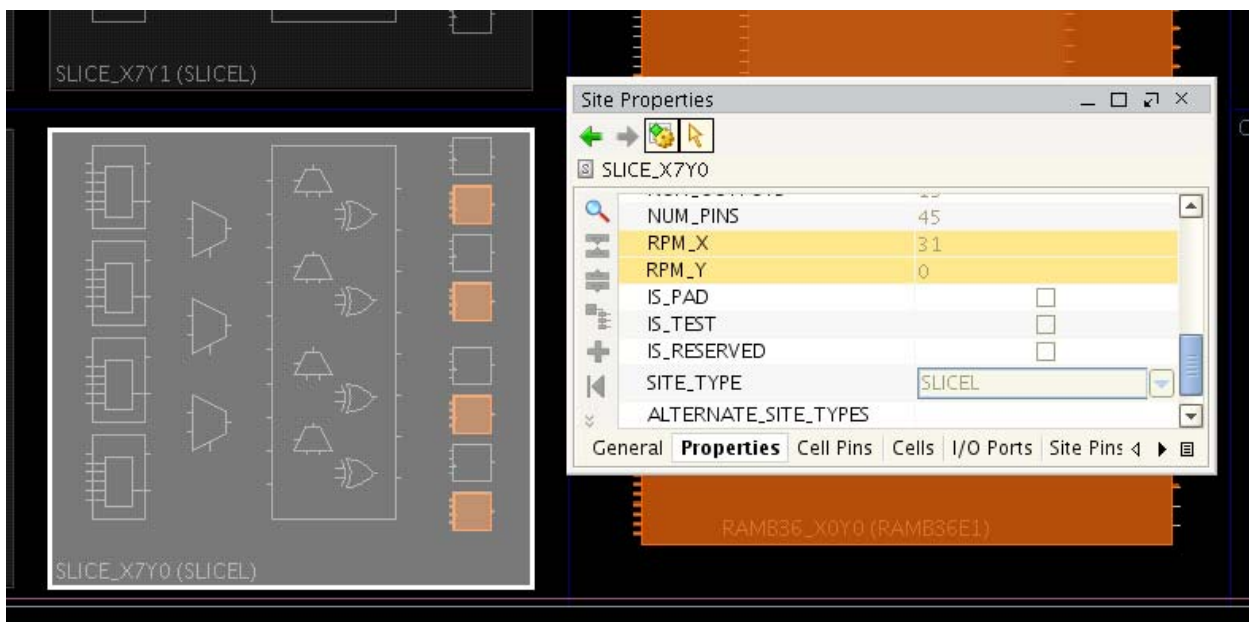 SLICE_X7Y1 (SLICEL)
Site Properties
SLICE_X7Y0
NUM_PINS 45
RPM_X 31
RPM_Y 0
IS_PAD
IS_TEST
IS_RESERVED
SITE_TYPE SLICEL
ALTERNATE_SITE_TYPES
General Properties Cell Pins Cells I/O Ports Site Pins
RAMB36_X0Y0 (RAMB36E1)
SLICE_X7Y0 (SLICEL)